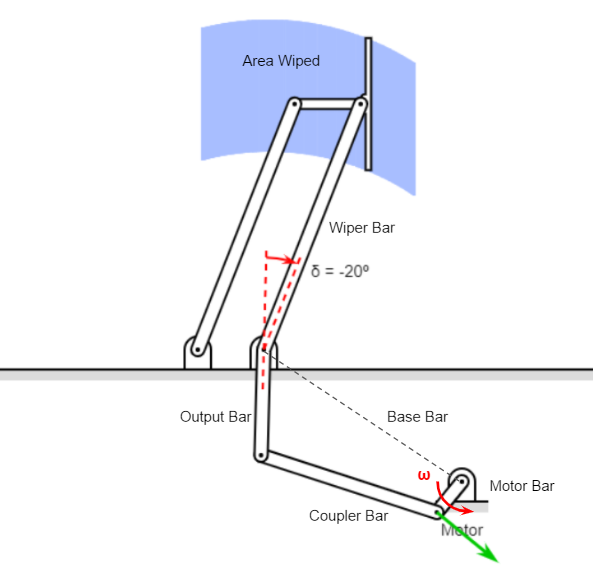 Area Wiped
Wiper Bar
δ = -20º
Output Bar
Base Bar
ω
Motor Bar
Coupler Bar
Motor